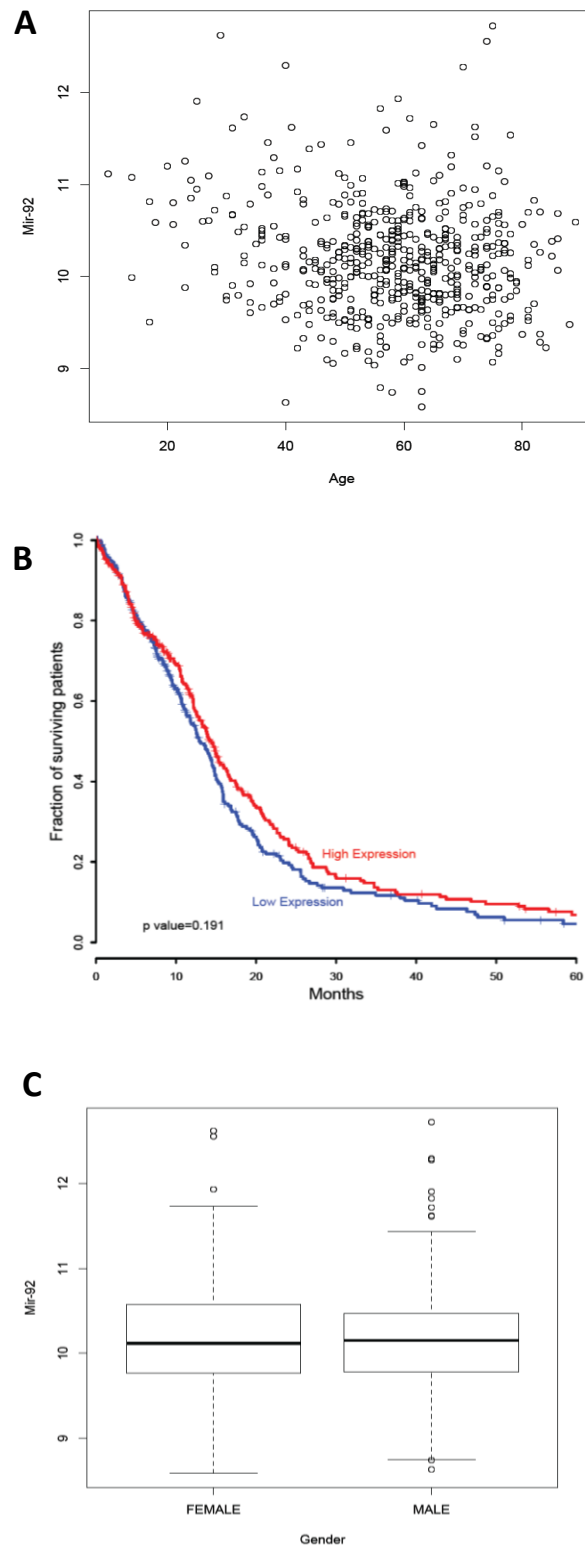 A
Mir-92
12
11
10
9
20 40 60 80
Age
B
Fraction of surviving patients
1.0
0.8
0.6
0.4
0.2
0.0
High Expression
Low Expression
p value=0.191
0 10 20 30 40 50 60
Months
C
Mir-92
12
11
10
9
FEMALE MALE
Gender